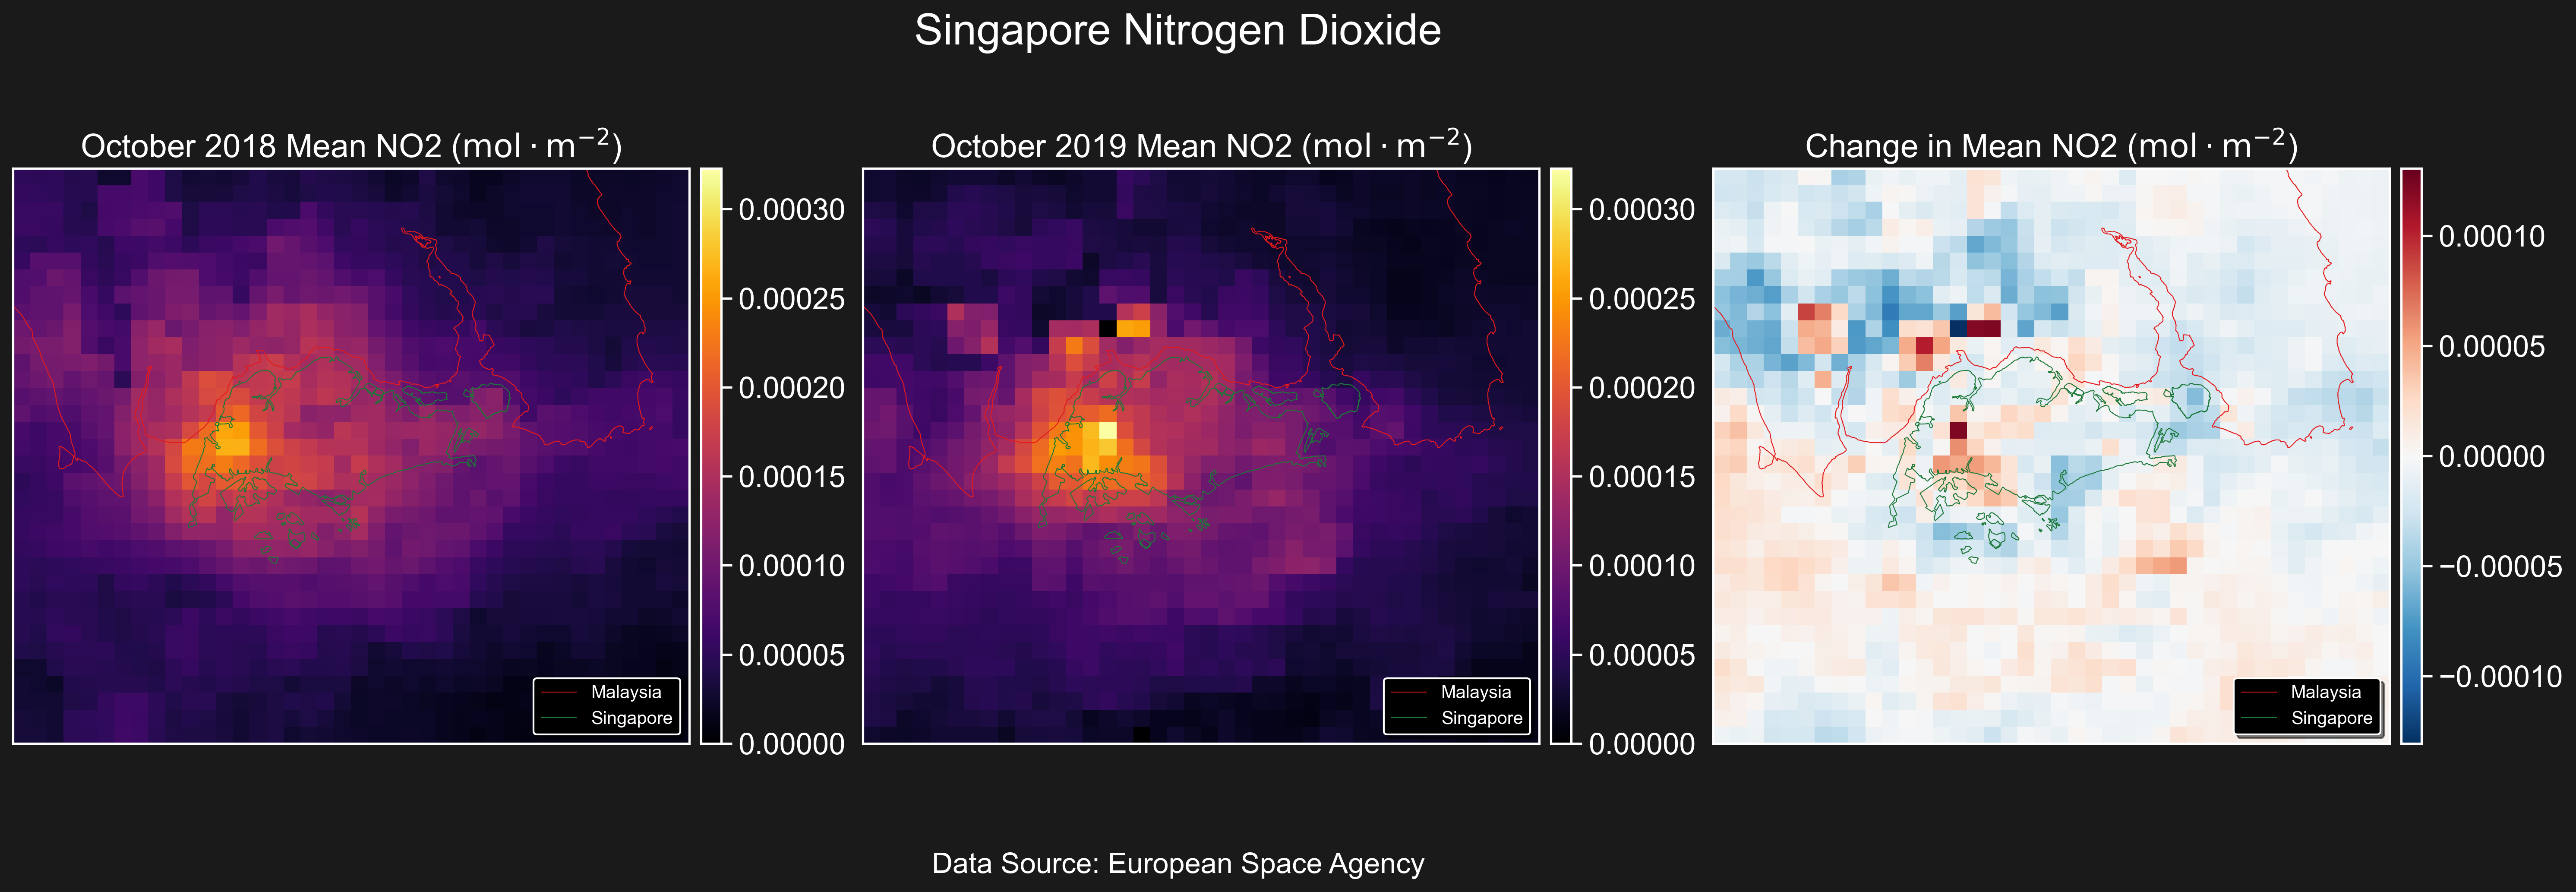 Singapore Nitrogen Dioxide
October 2018 Mean NO2 (mol · m⁻²)
0.00030
0.00025
0.00020
0.00015
0.00010
0.00005
0.00000
Malaysia
Singapore
October 2019 Mean NO2 (mol · m⁻²)
0.00030
0.00025
0.00020
0.00015
0.00010
0.00005
0.00000
Malaysia
Singapore
Change in Mean NO2 (mol · m⁻²)
0.00010
0.00005
0.00000
−0.00005
−0.00010
Malaysia
Singapore
Data Source: European Space Agency